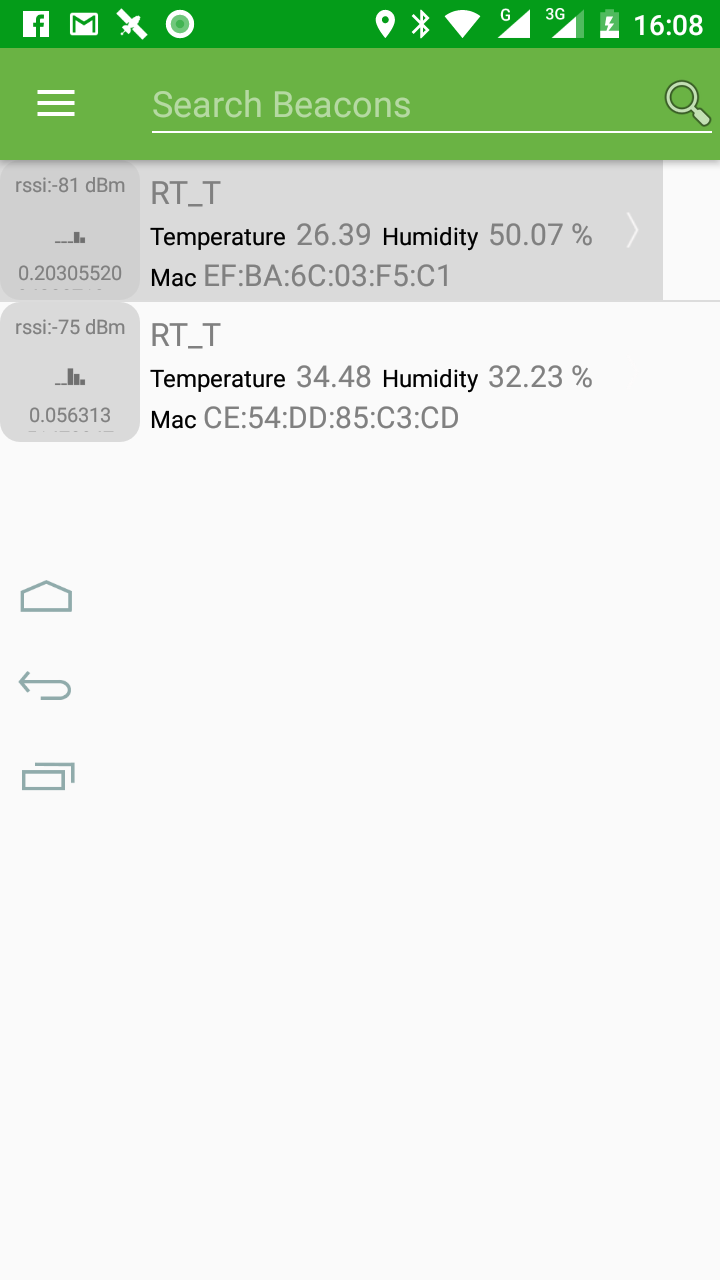 G 3G 16:08
Search Beacons
rssi:-81 dBm
RT_T
Temperature 26.39 Humidity 50.07 %
0.20305520
Mac EF:BA:6C:03:F5:C1
rssi:-75 dBm
RT_T
Temperature 34.48 Humidity 32.23 %
0.056313
Mac CE:54:DD:85:C3:CD